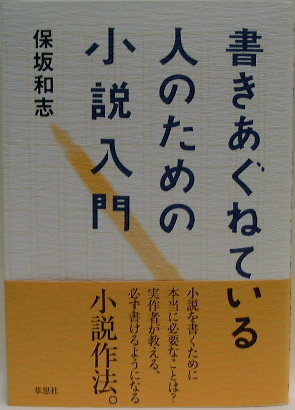 書きあぐねている
人のための
小説入門
保坂和志
小説を書くために
本当に必要なことは?
実作者が教える、
必ず書けるようになる
小説作法。
草思社